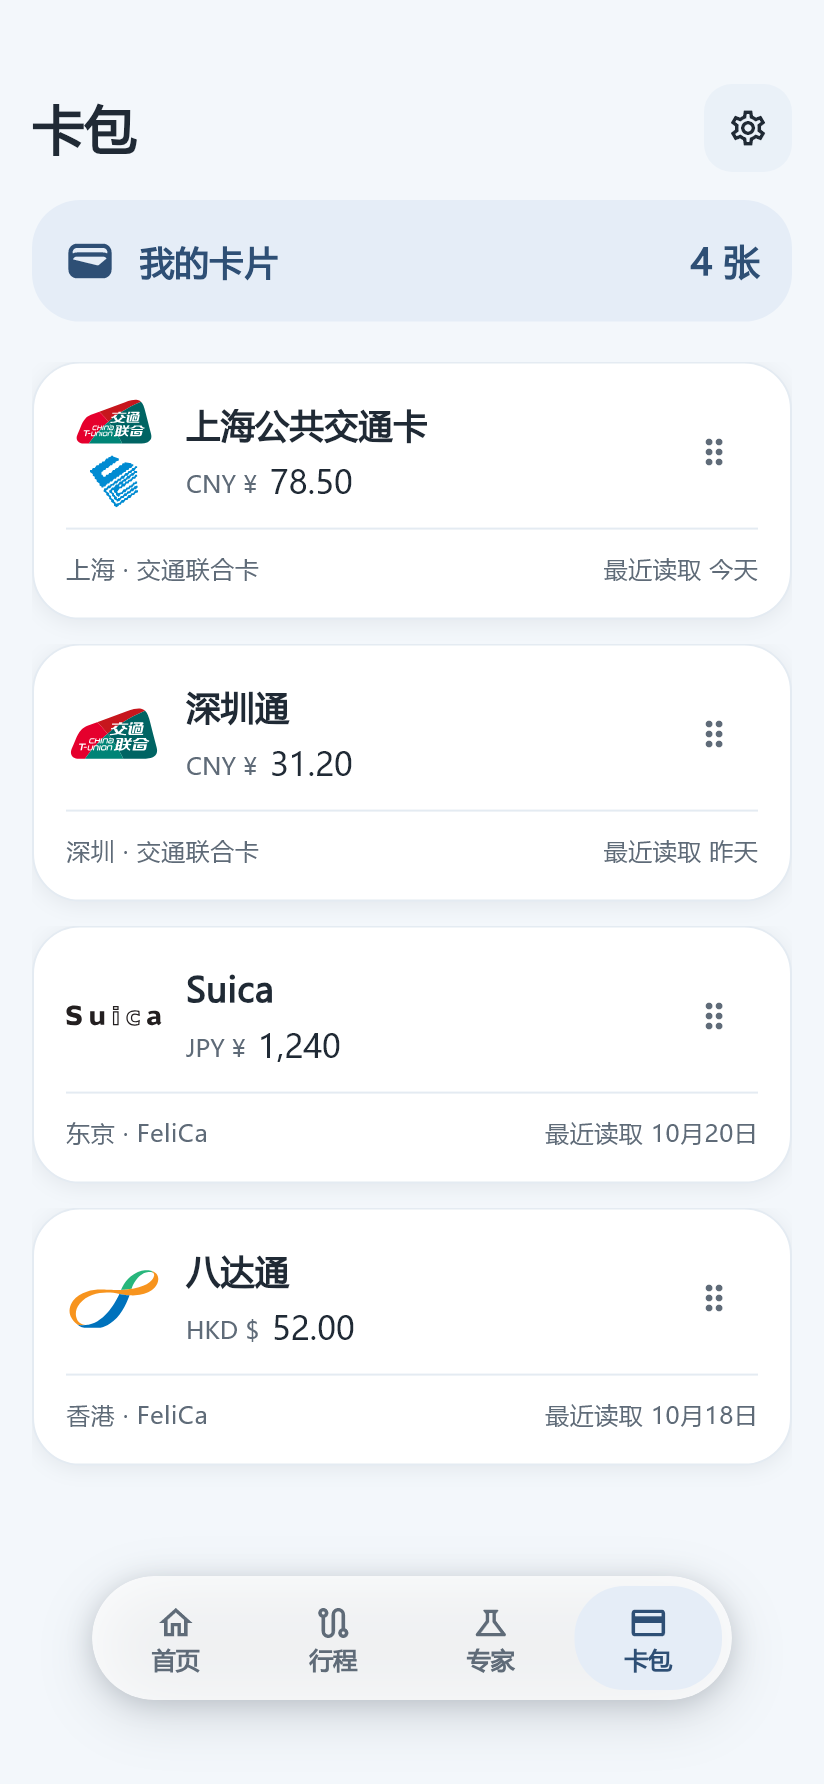 卡包
我的卡片
4 张
交通
CHINA
T-UNION 联合
上海公共交通卡
CNY ¥ 78.50
上海 · 交通联合卡
最近读取 今天
交通
CHINA
T-UNION 联合
深圳通
CNY ¥ 31.20
深圳 · 交通联合卡
最近读取 昨天
Suica
Suica
JPY ¥ 1,240
东京 · FeliCa
最近读取 10月20日
八达通
HKD $ 52.00
香港 · FeliCa
最近读取 10月18日
首页
行程
专家
卡包